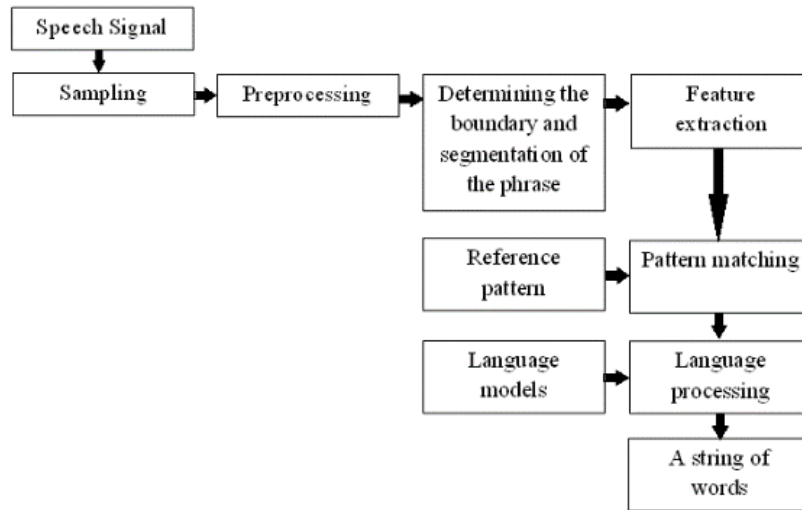 Speech Signal
Sampling
Preprocessing
Determining the
boundary and
segmentation of
the phrase
Feature
extraction
Reference
pattern
Pattern matching
Language
models
Language
processing
A string of
words